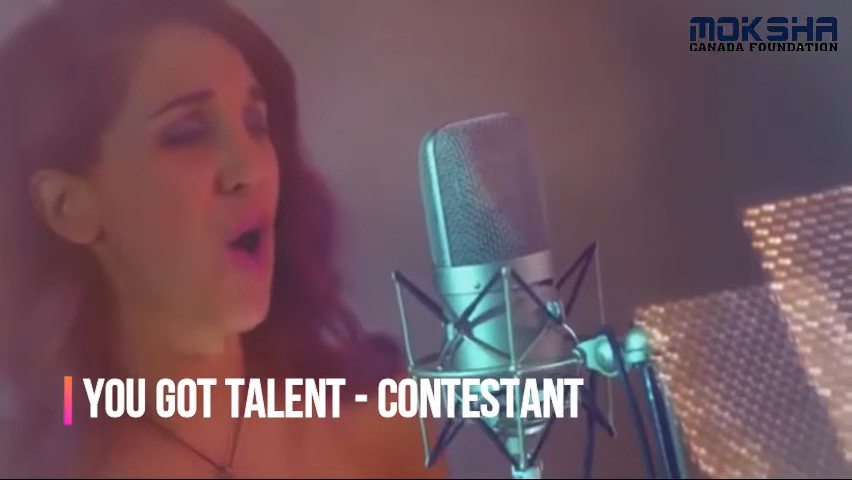 MOKSHA
CANADA FOUNDATION
YOU GOT TALENT - CONTESTANT